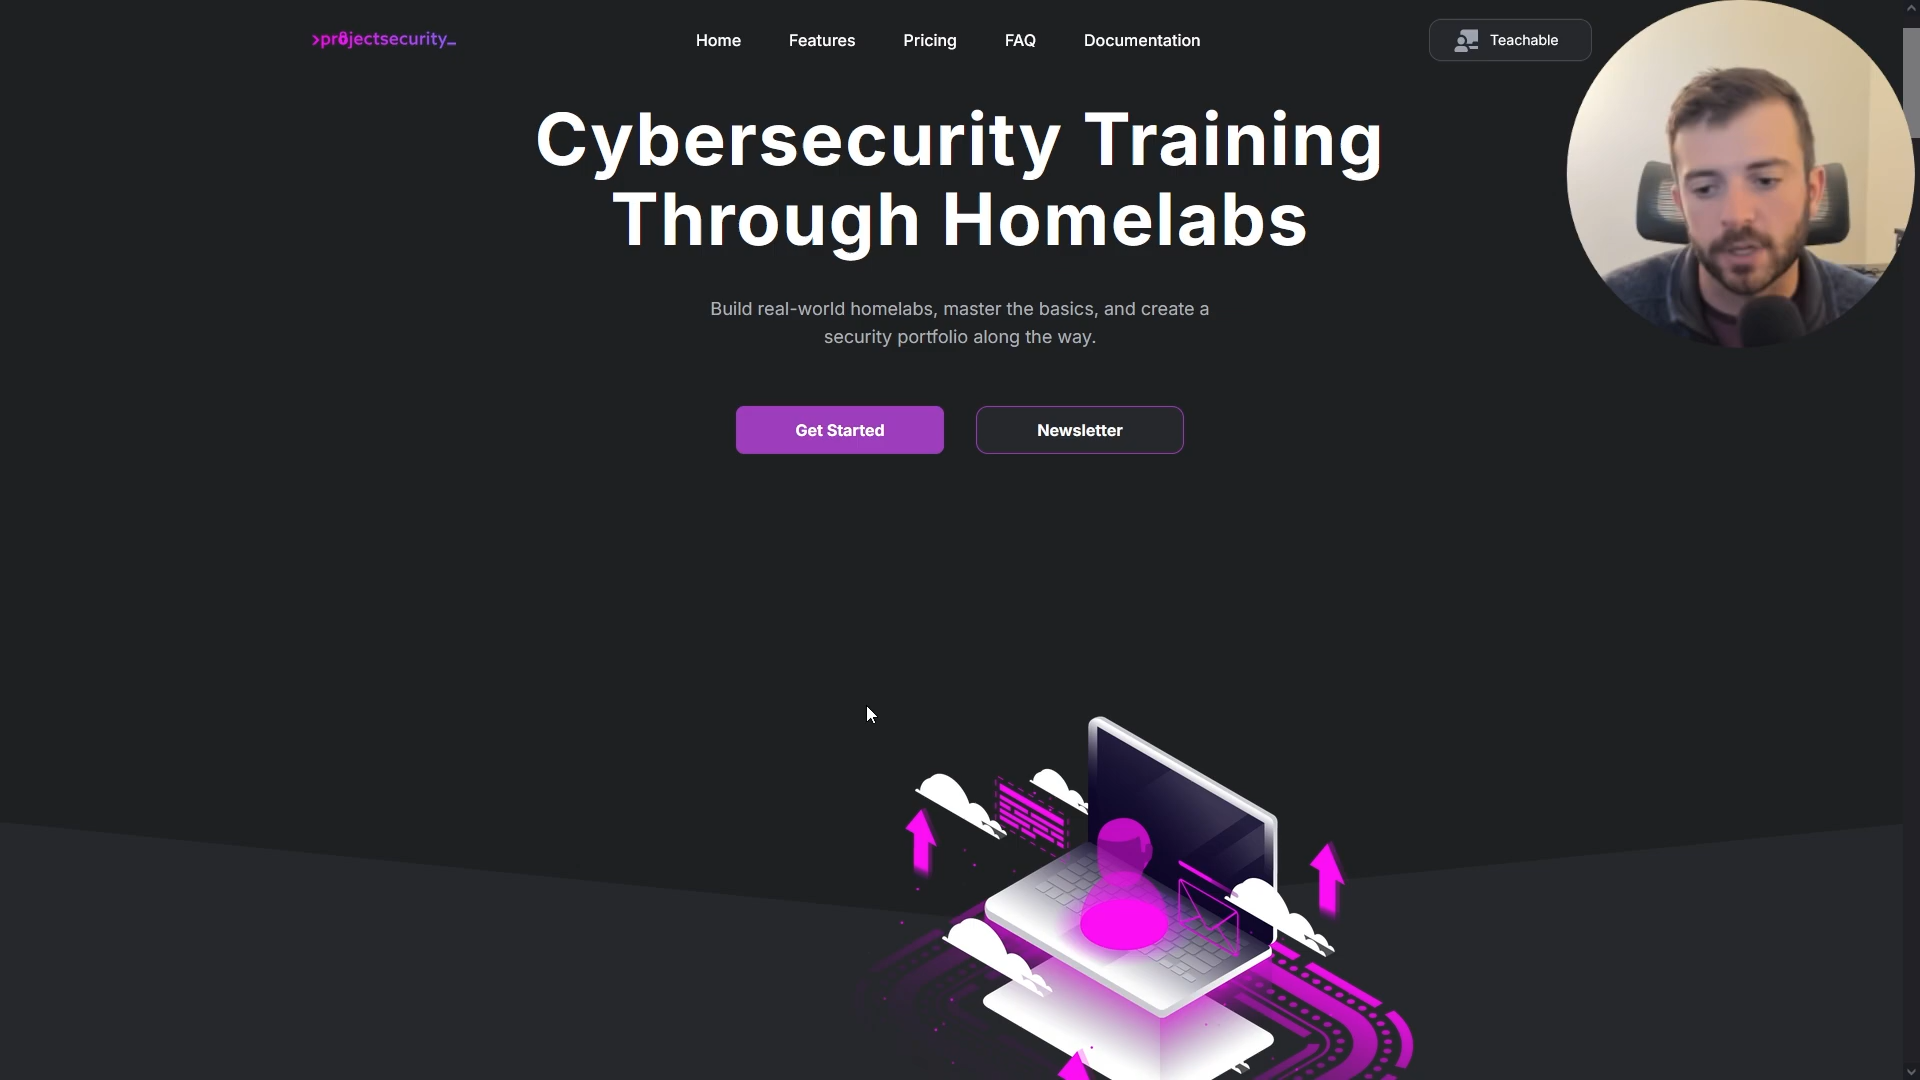 >projectsecurity_
Home
Features
Pricing
FAQ
Documentation
Teachable
Cybersecurity Training
Through Homelabs
Build real-world homelabs, master the basics, and create a
security portfolio along the way.
Get Started
Newsletter